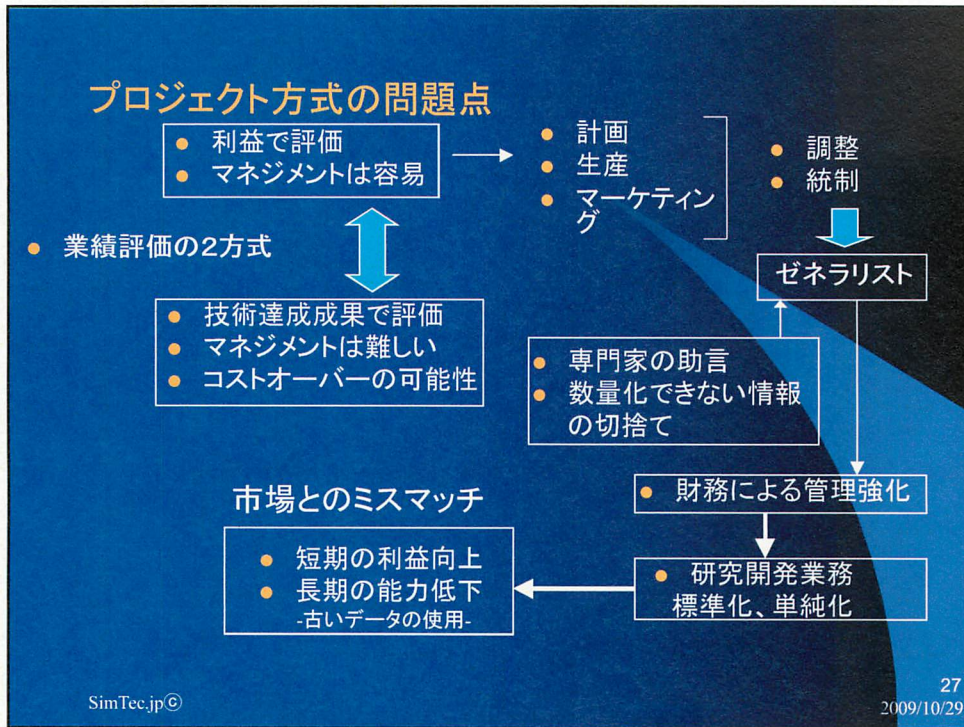 プロジェクト方式の問題点
利益で評価
マネジメントは容易
計画
生産
マーケティン
グ
調整
統制
業績評価の2方式
ゼネラリスト
技術達成成果で評価
マネジメントは難しい
コストオーバーの可能性
専門家の助言
数量化できない情報
の切捨て
財務による管理強化
市場とのミスマッチ
短期の利益向上
長期の能力低下
-古いデータの使用-
研究開発業務
標準化、単純化
SimTec.jpⓒ
27
2009/10/29